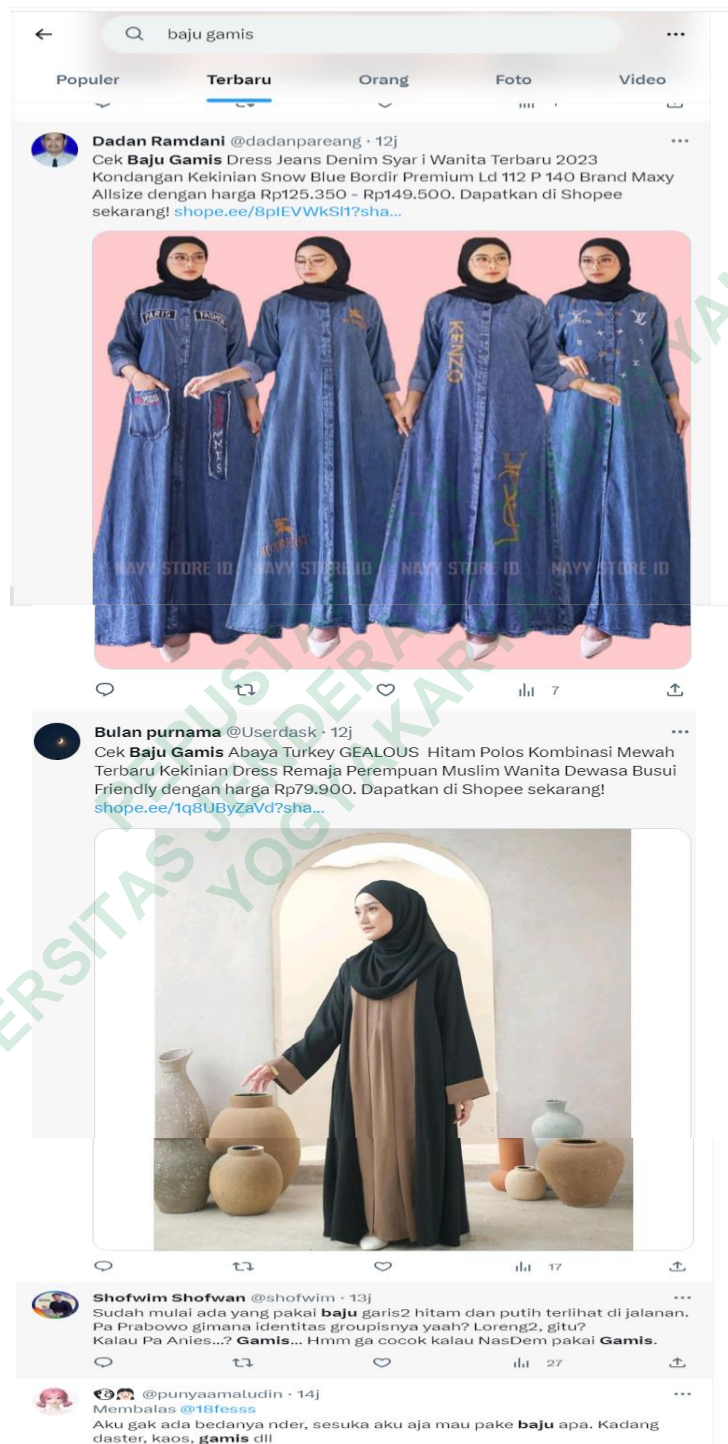 baju gamis
Populer Terbaru Orang Foto Video
Dadan Ramdani @dadanpareang · 12j
Cek Baju Gamis Dress Jeans Denim Syar i Wanita Terbaru 2023
Kondangan Kekinian Snow Blue Bordir Premium Ld 112 P 140 Brand Maxy
Allsize dengan harga Rp125.350 - Rp149.500. Dapatkan di Shopee
sekarang! shope.ee/8pIEVWkSl1?sha...
PARIS
KENZO
NAVY STORE ID NAVY STORE ID NAVY STORE ID NAVY STORE ID
7
Bulan purnama @Userdask · 12j
Cek Baju Gamis Abaya Turkey GEALOUS Hitam Polos Kombinasi Mewah
Terbaru Kekinian Dress Remaja Perempuan Muslim Wanita Dewasa Busui
Friendly dengan harga Rp79.900. Dapatkan di Shopee sekarang!
shope.ee/1q8UByZaVd?sha...
17
Shofwim Shofwan @shofwim · 13j
Sudah mulai ada yang pakai baju garis2 hitam dan putih terlihat di jalanan.
Pa Prabowo gimana identitas groupisnya yaah? Loreng2, gitu?
Kalau Pa Anies...? Gamis... Hmm ga cocok kalau NasDem pakai Gamis.
27
@punyaamaludin · 14j
Membalas @18fesss
Aku gak ada bedanya nder, sesuka aku aja mau pake baju apa. Kadang
daster, kaos, gamis dll